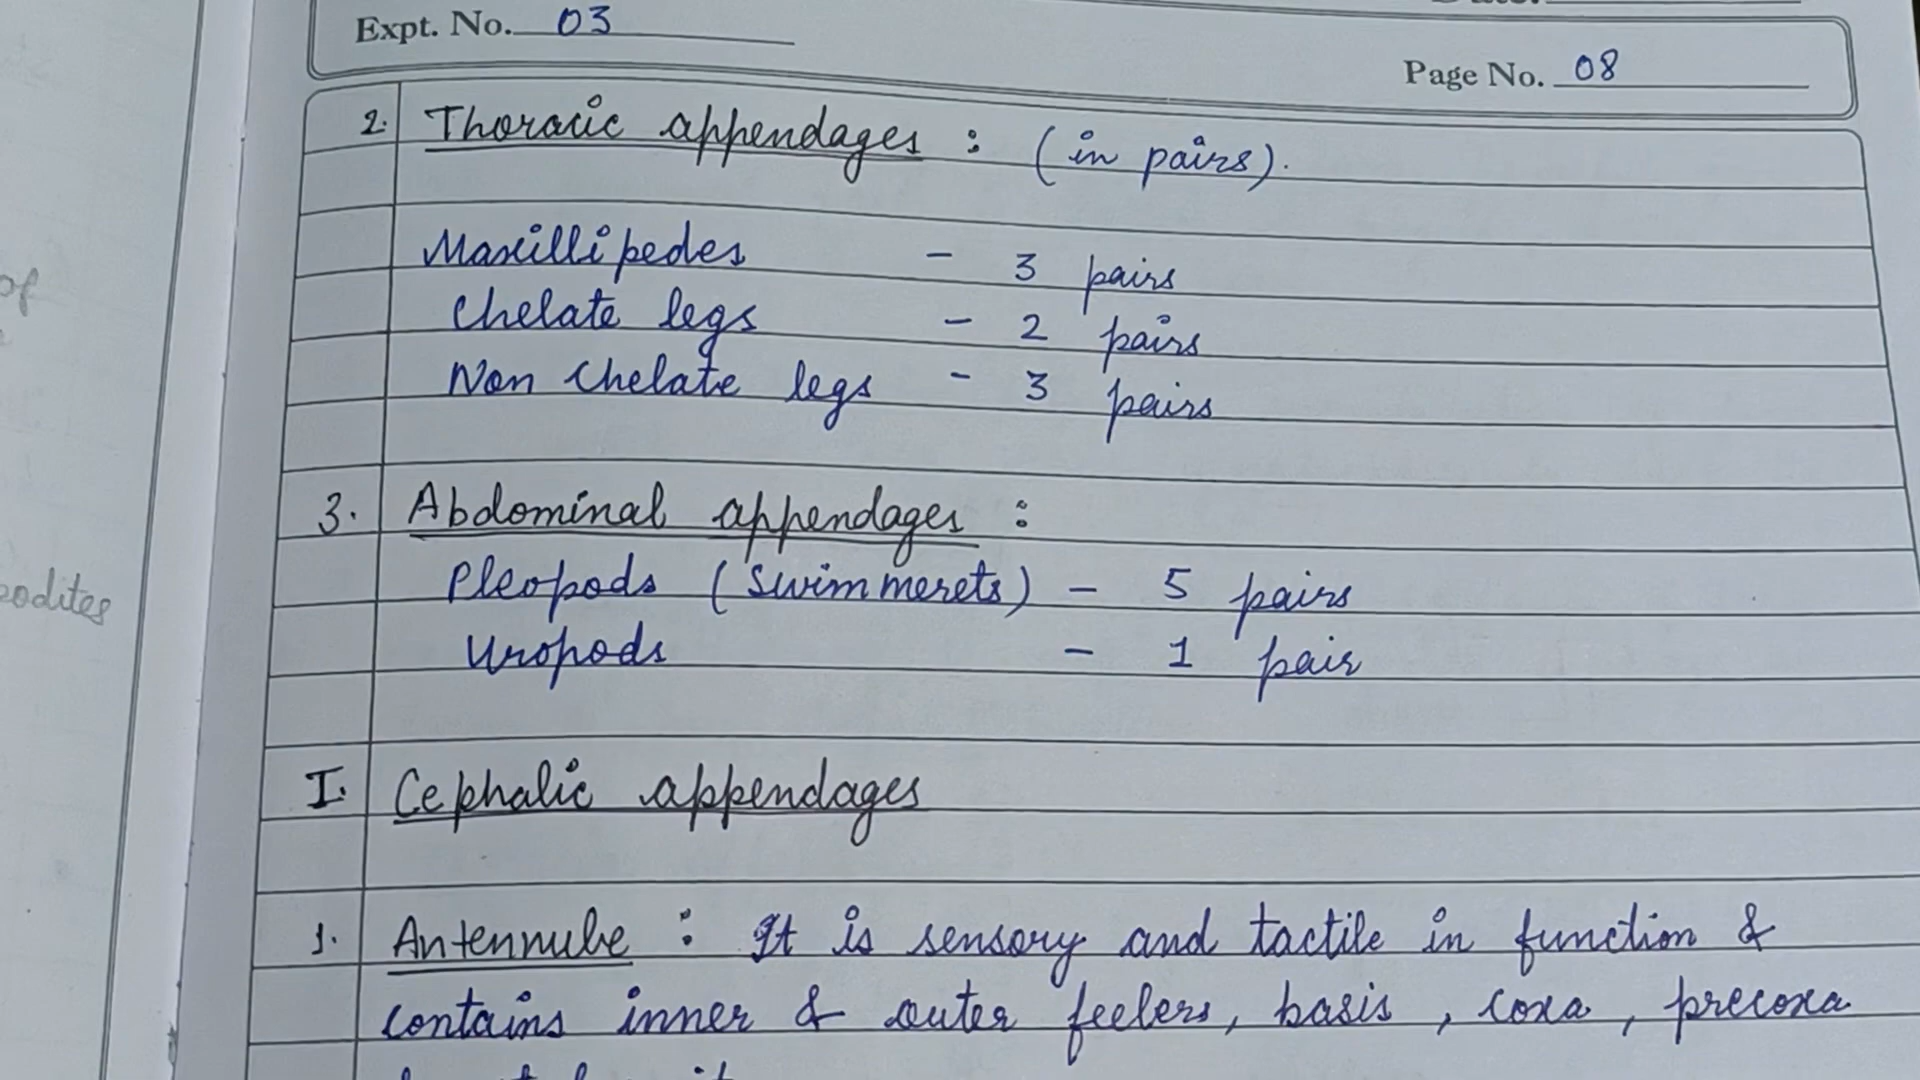 Expt. No. 03
Page No. 08
2. Thoracic appendages : (in pairs).
Maxillipedes - 3 pairs
Chelate legs - 2 pairs
Non Chelate legs - 3 pairs
3. Abdominal appendages :
Pleopods (Swimmerets) - 5 pairs
Uropods - 1 pair
I. Cephalic appendages
1. Antennule : It is sensory and tactile in function &
contains inner & outer feelers, basis, coxa, precoxa
of
podites